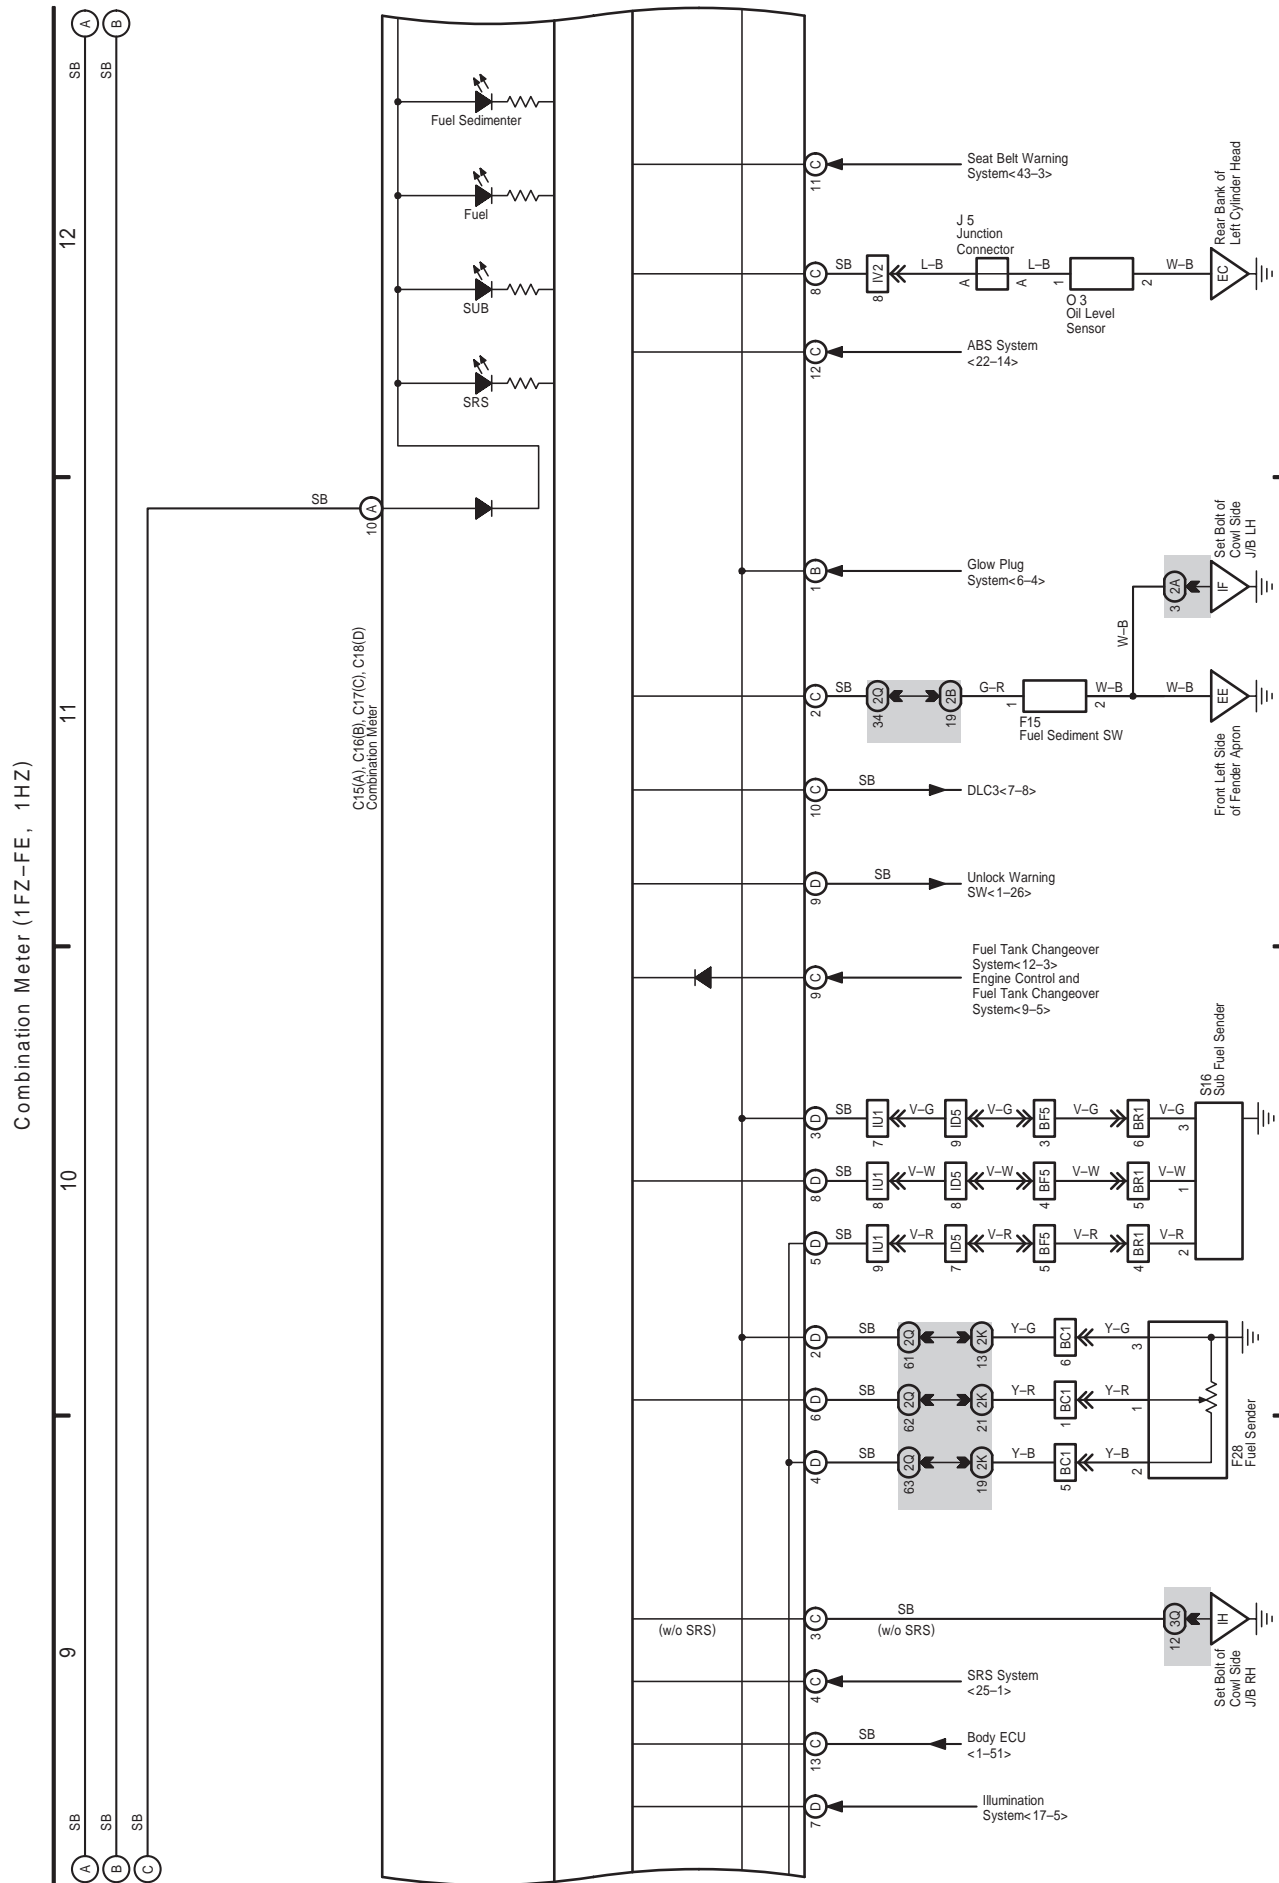 Combination Meter (1FZ–FE, 1HZ)
A
B
SB
SB
12
11
10
9
SB
SB
A
B
C
SB
SB
10 A
C15(A), C16(B), C17(C), C18(D)
Combination Meter
Fuel Sedimenter
Fuel
SUB
SRS
11 C
Seat Belt Warning
System<43–3>
8 C
SB
8 IV2
L–B
A
J 5
Junction
Connector
A
L–B
1
O 3
Oil Level
Sensor
2
W–B
EC
Rear Bank of
Left Cylinder Head
12 C
ABS System
<22–14>
1 B
Glow Plug
System<6–4>
2 C
SB
34 2Q
19 2B
G–R
1
F15
Fuel Sediment SW
2
W–B
W–B
W–B
3 2A
IF
Set Bolt of
Cowl Side
J/B LH
EE
Front Left Side
of Fender Apron
10 C
SB
DLC3<7–8>
9 D
SB
Unlock Warning
SW<1–26>
9 C
Fuel Tank Changeover
System<12–3>
Engine Control and
Fuel Tank Changeover
System<9–5>
3 D
SB
7 IU1
V–G
9 ID5
V–G
3 BF5
V–G
6 BR1
V–G
3
8 D
SB
8 IU1
V–W
8 ID5
V–W
4 BF5
V–W
5 BR1
V–W
1
5 D
SB
9 IU1
V–R
7 ID5
V–R
5 BF5
V–R
4 BR1
V–R
2
S16
Sub Fuel Sender
2 D
SB
61 2Q
13 2K
Y–G
6 BC1
Y–G
3
6 D
SB
62 2Q
21 2K
Y–R
1 BC1
Y–R
1
4 D
SB
63 2Q
19 2K
Y–B
5 BC1
Y–B
2
F28
Fuel Sender
(w/o SRS)
3 C
SB
(w/o SRS)
12 3Q
IH
Set Bolt of
Cowl Side
J/B RH
4 C
SRS System
<25–1>
13 C
SB
Body ECU
<1–51>
7 D
Illumination
System<17–5>